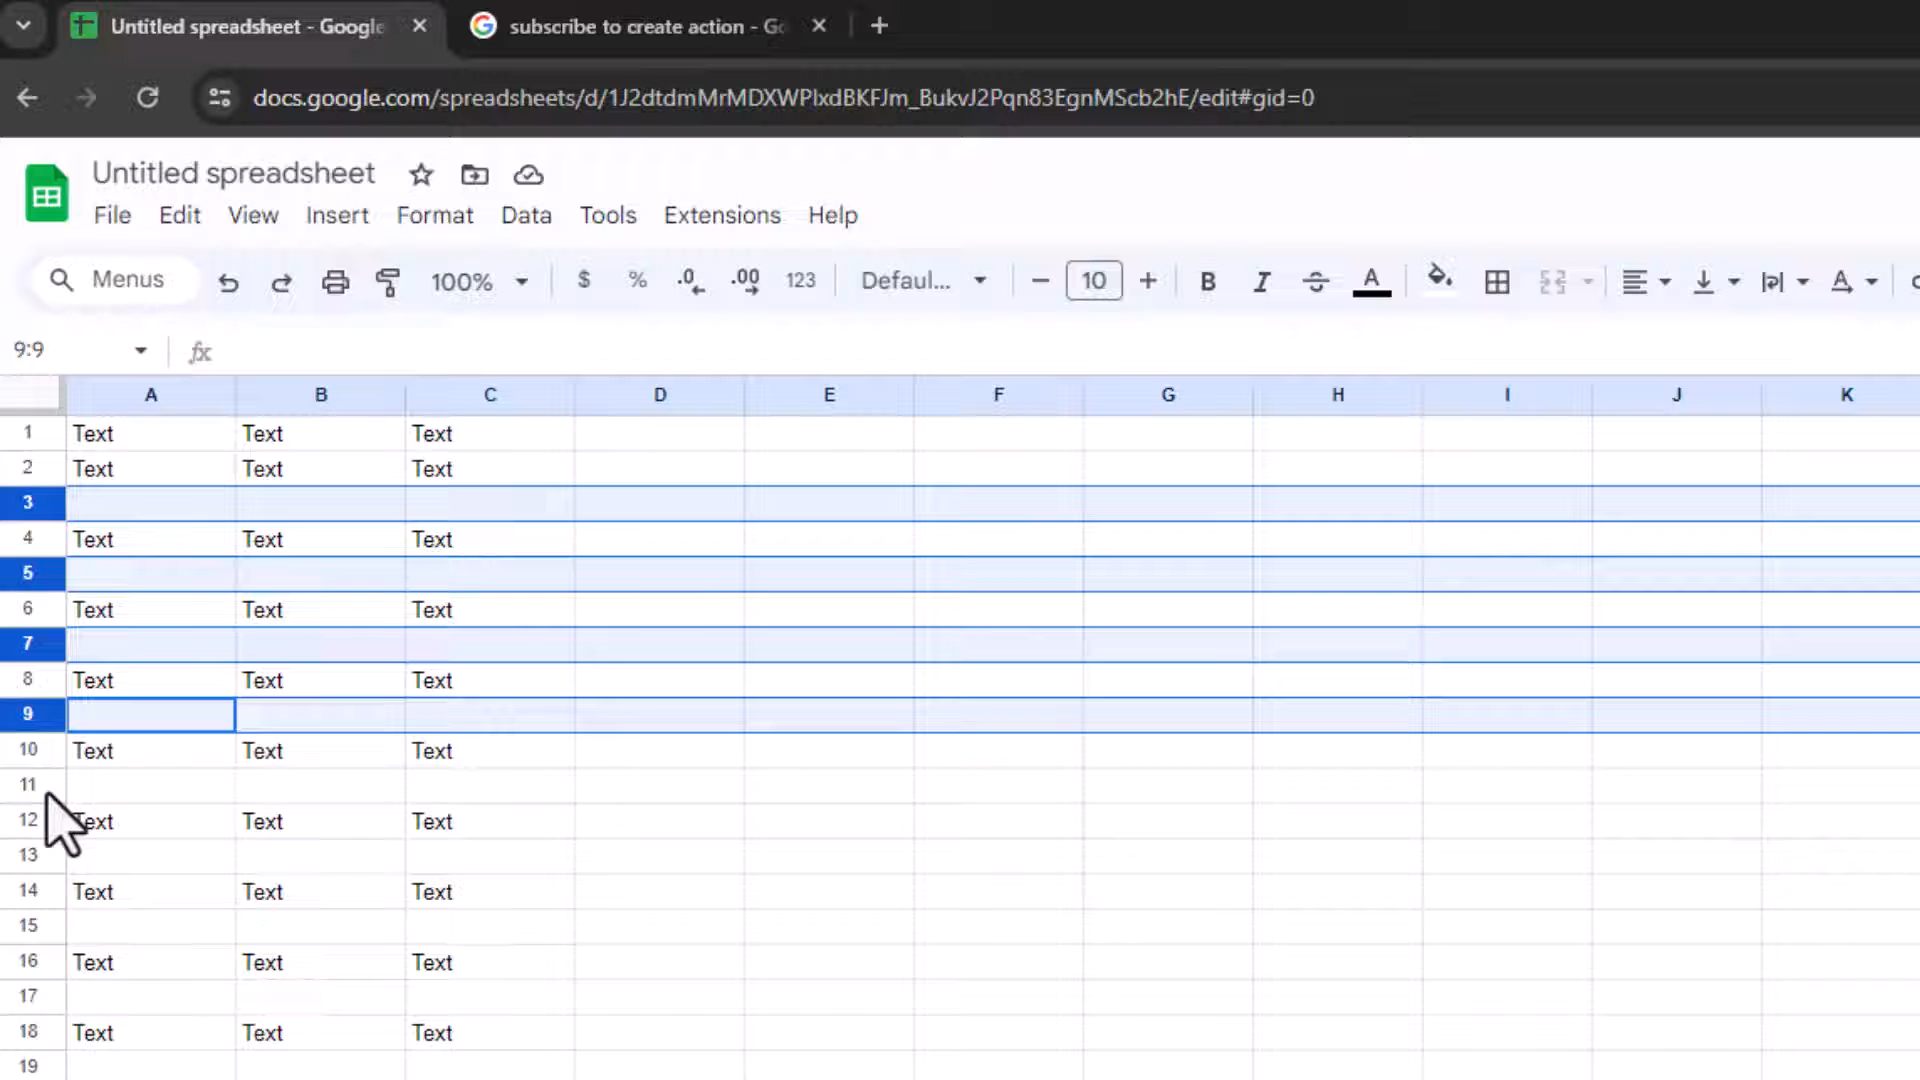 Untitled spreadsheet - Google
subscribe to create action - Go
docs.google.com/spreadsheets/d/1J2dtdmMrMDXWPlxdBKFJm_BukvJ2Pqn83EgnMScb2hE/edit#gid=0
Untitled spreadsheet
File Edit View Insert Format Data Tools Extensions Help
Menus 100% $ % .0 .00 123 Defaul... − 10 + B I S A A
9:9 fx
A B C D E F G H I J K
1 Text Text Text
2 Text Text Text
3
4 Text Text Text
5
6 Text Text Text
7
8 Text Text Text
9
10 Text Text Text
11
12 Text Text Text
13
14 Text Text Text
15
16 Text Text Text
17
18 Text Text Text
19